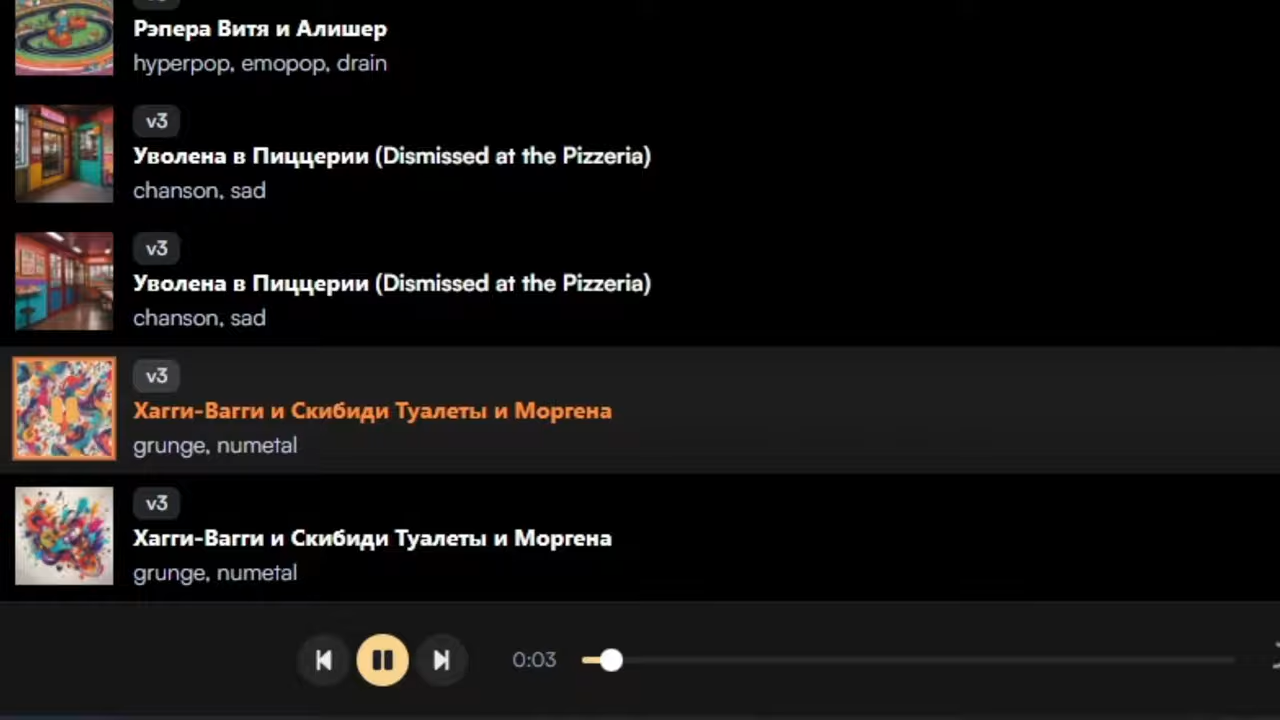 Рэпера Витя и Алишер
hyperpop, emopop, drain
v3
Уволена в Пиццерии (Dismissed at the Pizzeria)
chanson, sad
v3
Уволена в Пиццерии (Dismissed at the Pizzeria)
chanson, sad
v3
Хагги-Вагги и Скибиди Туалеты и Моргена
grunge, numetal
v3
Хагги-Вагги и Скибиди Туалеты и Моргена
grunge, numetal
0:03